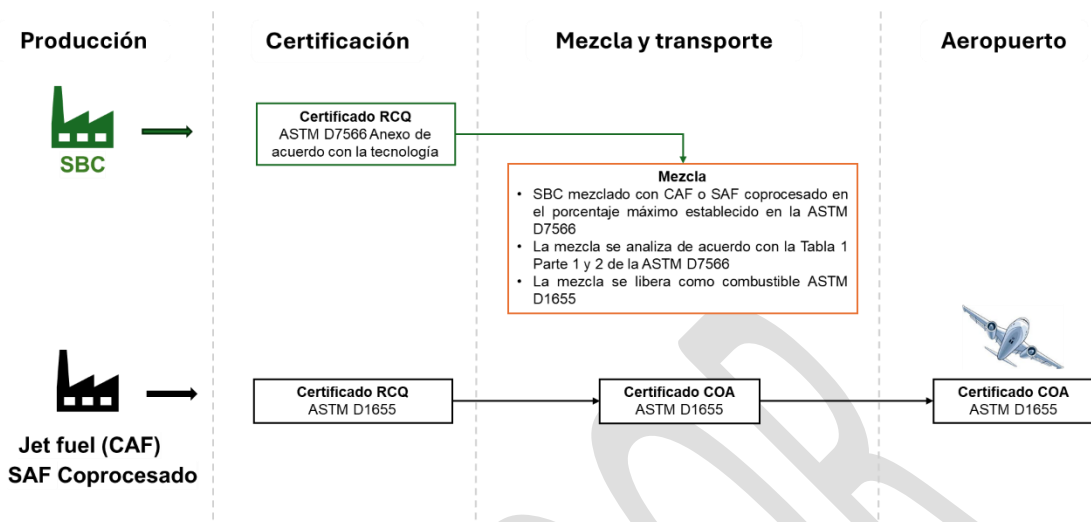 Producción
Certificación
Mezcla y transporte
Aeropuerto
SBC
Certificado RCQ
ASTM D7566 Anexo de
acuerdo con la tecnología
Mezcla
• SBC mezclado con CAF o SAF coprocesado en
el porcentaje máximo establecido en la ASTM
D7566
• La mezcla se analiza de acuerdo con la Tabla 1
Parte 1 y 2 de la ASTM D7566
• La mezcla se libera como combustible ASTM
D1655
Jet fuel (CAF)
SAF Coprocesado
Certificado RCQ
ASTM D1655
Certificado COA
ASTM D1655
Certificado COA
ASTM D1655